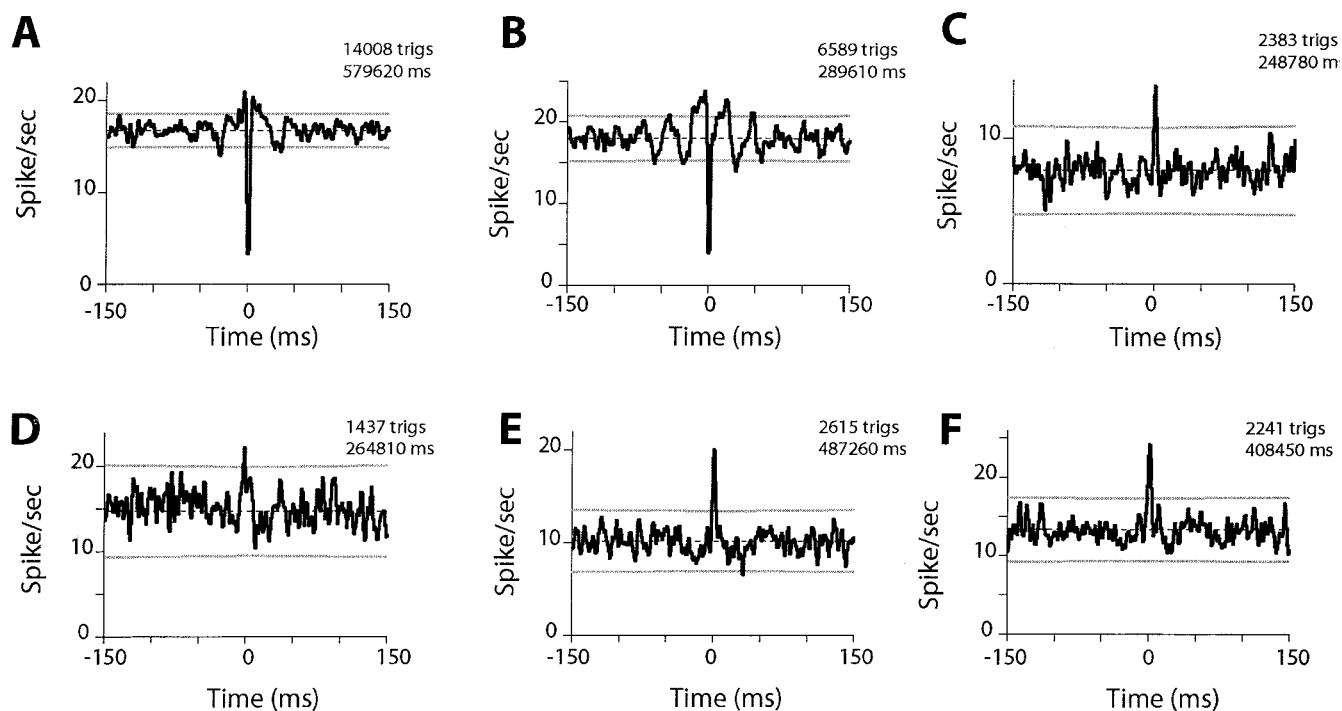 A
14008 trigs
579620 ms
Spike/sec
20
10
0
-150
0
150
Time (ms)
B
6589 trigs
289610 ms
Spike/sec
30
20
10
0
-150
0
150
Time (ms)
C
2383 trigs
248780 ms
Spike/sec
10
0
-150
0
150
Time (ms)
D
1437 trigs
264810 ms
Spike/sec
20
10
0
-150
0
150
Time (ms)
E
2615 trigs
487260 ms
Spike/sec
20
10
0
-150
0
150
Time (ms)
F
2241 trigs
408450 ms
Spike/sec
20
10
0
-150
0
150
Time (ms)